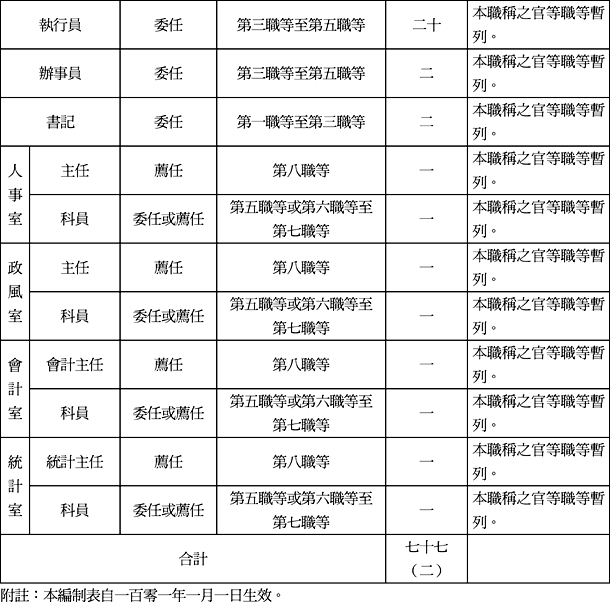 執行員 委任 第三職等至第五職等 二十 本職稱之官等職等暫列。
辦事員 委任 第三職等至第五職等 二 本職稱之官等職等暫列。
書記 委任 第一職等至第三職等 二 本職稱之官等職等暫列。
人事室 主任 薦任 第八職等 一 本職稱之官等職等暫列。
科員 委任或薦任 第五職等或第六職等至第七職等 一 本職稱之官等職等暫列。
政風室 主任 薦任 第八職等 一 本職稱之官等職等暫列。
科員 委任或薦任 第五職等或第六職等至第七職等 一 本職稱之官等職等暫列。
會計室 會計主任 薦任 第八職等 一 本職稱之官等職等暫列。
科員 委任或薦任 第五職等或第六職等至第七職等 一 本職稱之官等職等暫列。
統計室 統計主任 薦任 第八職等 一 本職稱之官等職等暫列。
科員 委任或薦任 第五職等或第六職等至第七職等 一 本職稱之官等職等暫列。
合計 七十七（二）
附註：本編制表自一百零一年一月一日生效。